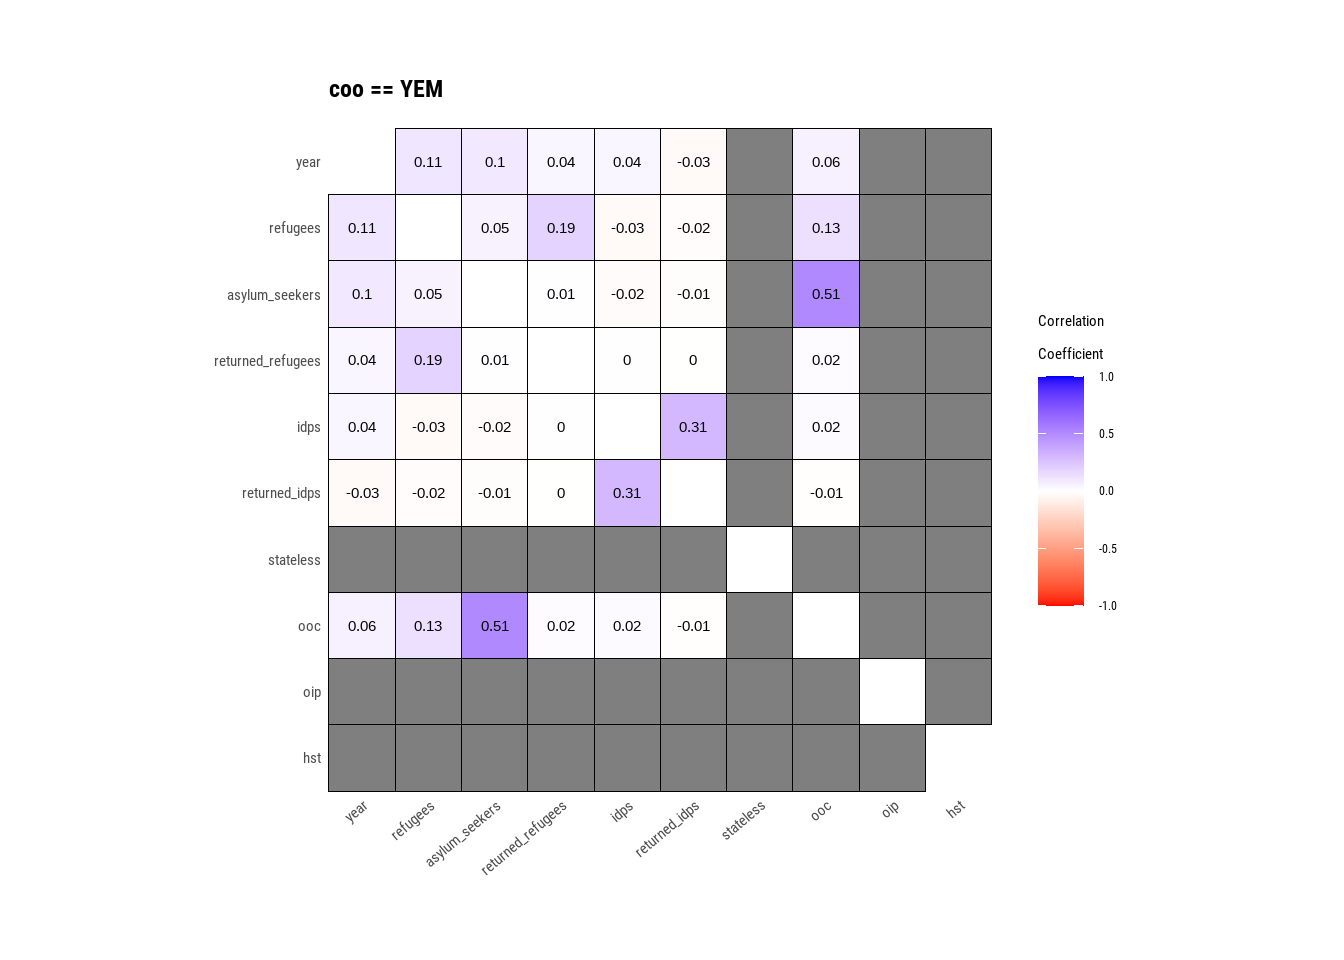 coo == YEM
year 0.11 0.1 0.04 0.04 -0.03 0.06
refugees 0.11 0.05 0.19 -0.03 -0.02 0.13
asylum_seekers 0.1 0.05 0.01 -0.02 -0.01 0.51
returned_refugees 0.04 0.19 0.01 0 0 0.02
idps 0.04 -0.03 -0.02 0 0.31 0.02
returned_idps -0.03 -0.02 -0.01 0 0.31 -0.01
stateless
ooc 0.06 0.13 0.51 0.02 0.02 -0.01
oip
hst
year refugees asylum_seekers returned_refugees idps returned_idps stateless ooc oip hst
Correlation
Coefficient
1.0
0.5
0.0
-0.5
-1.0